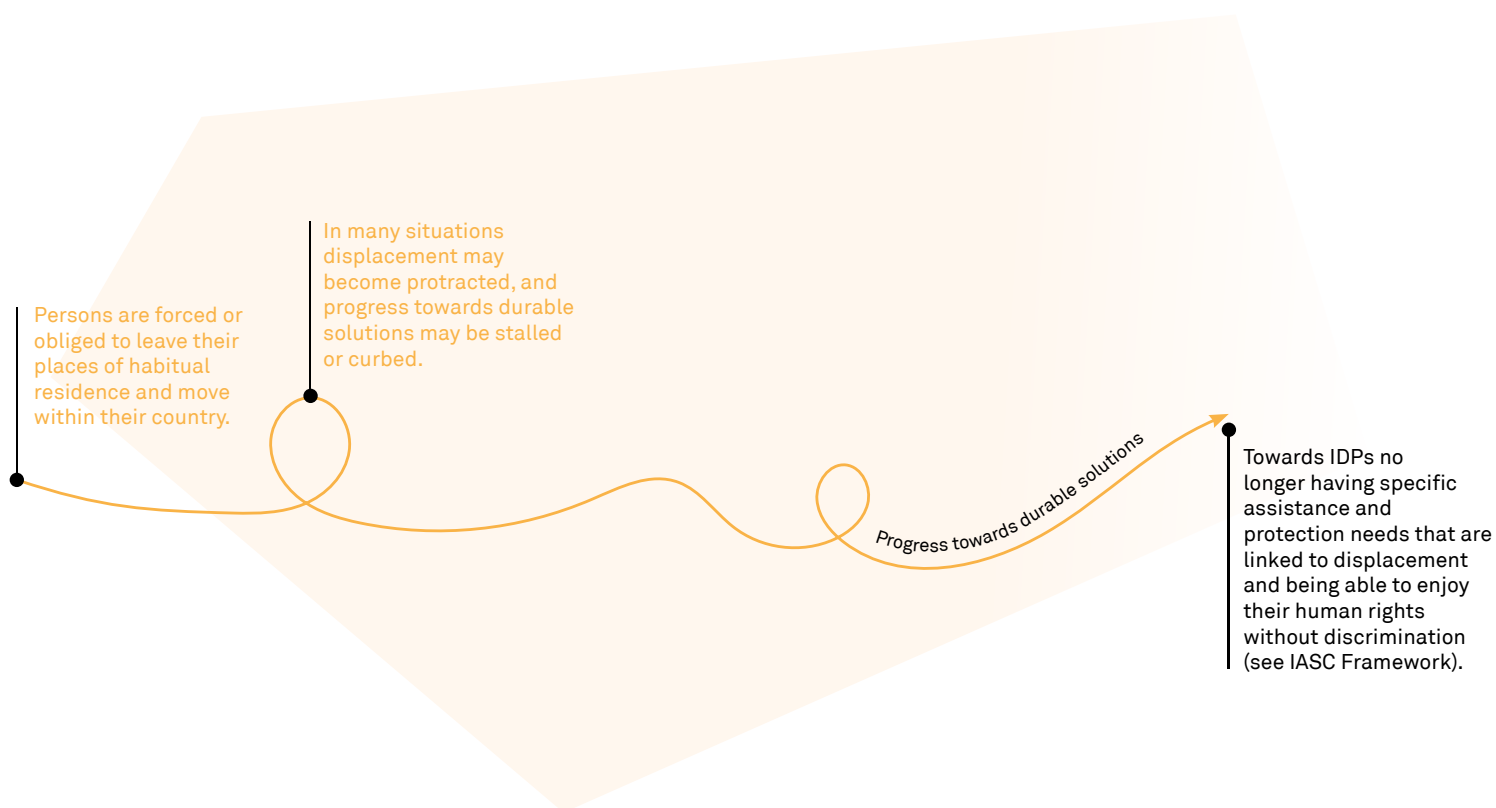 Persons are forced or
obliged to leave their
places of habitual
residence and move
within their country.
In many situations
displacement may
become protracted, and
progress towards durable
solutions may be stalled
or curbed.
Progress towards durable solutions
Towards IDPs no
longer having specific
assistance and
protection needs that are
linked to displacement
and being able to enjoy
their human rights
without discrimination
(see IASC Framework).